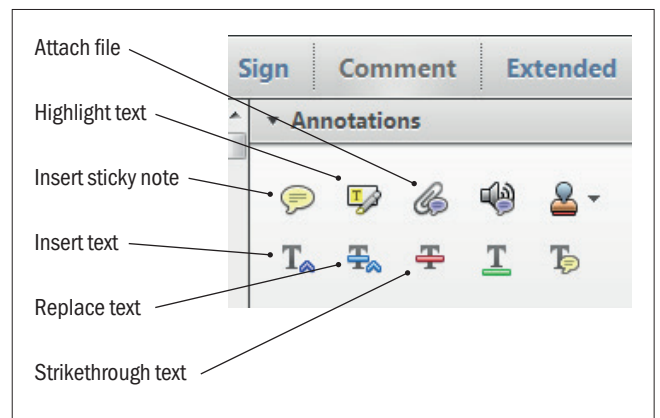 Attach file
Sign Comment Extended
Highlight text
Annotations
Insert sticky note
Insert text
Replace text
Strikethrough text